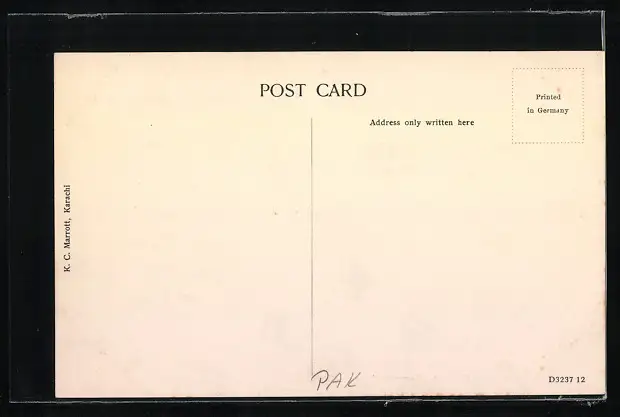 POST CARD
Printed
in Germany
Address only written here
K. C. Marrott, Karachi
PAK
D3237 12